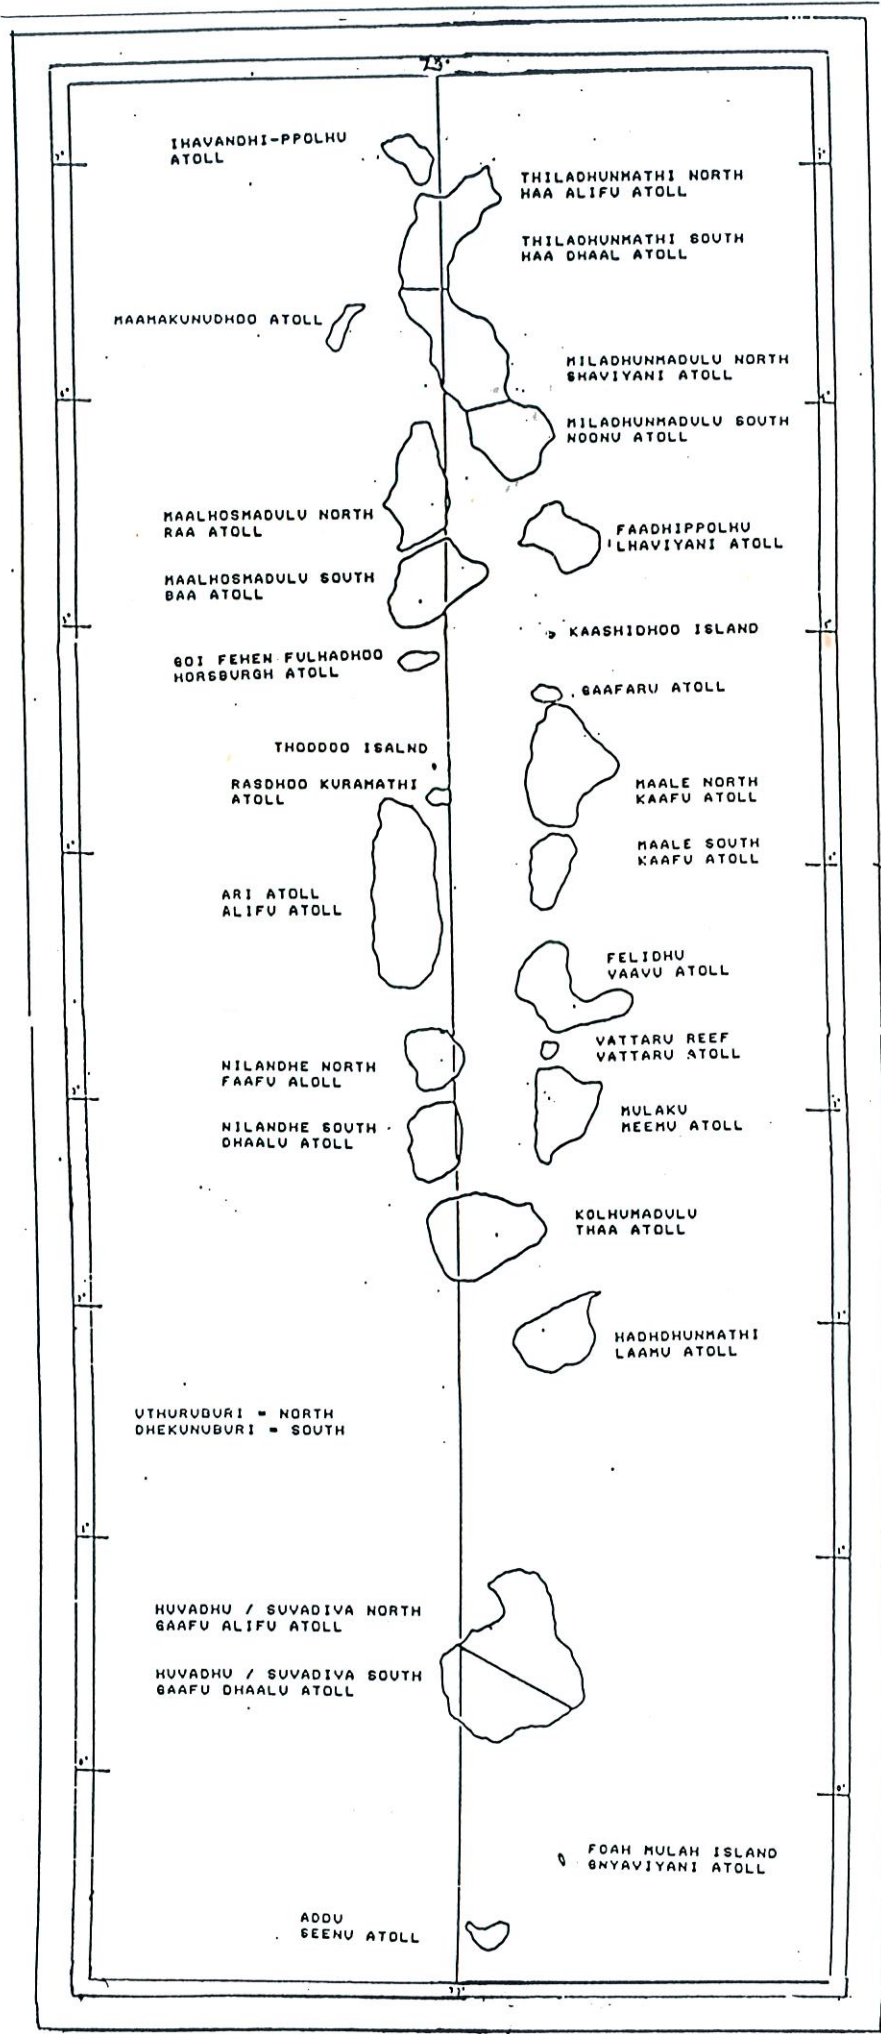 73°
IHAVANDHI-PPOLHU
ATOLL
THILADHUNMATHI NORTH
HAA ALIFU ATOLL
THILADHUNMATHI SOUTH
HAA DHAAL ATOLL
MAAMAKUNUDHOO ATOLL
MILADHUNMADULU NORTH
SHAVIYANI ATOLL
MILADHUNMADULU SOUTH
NOONU ATOLL
MAALHOSMADULU NORTH
RAA ATOLL
FAADHIPPOLHU
LHAVIYANI ATOLL
MAALHOSMADULU SOUTH
BAA ATOLL
KAASHIDHOO ISLAND
GOI FEHEN FULHADHOO
HORSBURGH ATOLL
GAAFARU ATOLL
THODDOO ISALND
RASDHOO KURAMATHI
ATOLL
MAALE NORTH
KAAFU ATOLL
MAALE SOUTH
KAAFU ATOLL
ARI ATOLL
ALIFU ATOLL
FELIDHU
VAAVU ATOLL
VATTARU REEF
VATTARU ATOLL
NILANDHE NORTH
FAAFU ALOLL
MULAKU
MEEMU ATOLL
NILANDHE SOUTH
DHAALU ATOLL
KOLHUMADULU
THAA ATOLL
HADHDHUNMATHI
LAAMU ATOLL
UTHURUBURI = NORTH
DHEKUNUBURI = SOUTH
HUVADHU / SUVADIVA NORTH
GAAFU ALIFU ATOLL
HUVADHU / SUVADIVA SOUTH
GAAFU DHAALU ATOLL
FOAH MULAH ISLAND
GNYAVIYANI ATOLL
ADDU
SEENU ATOLL